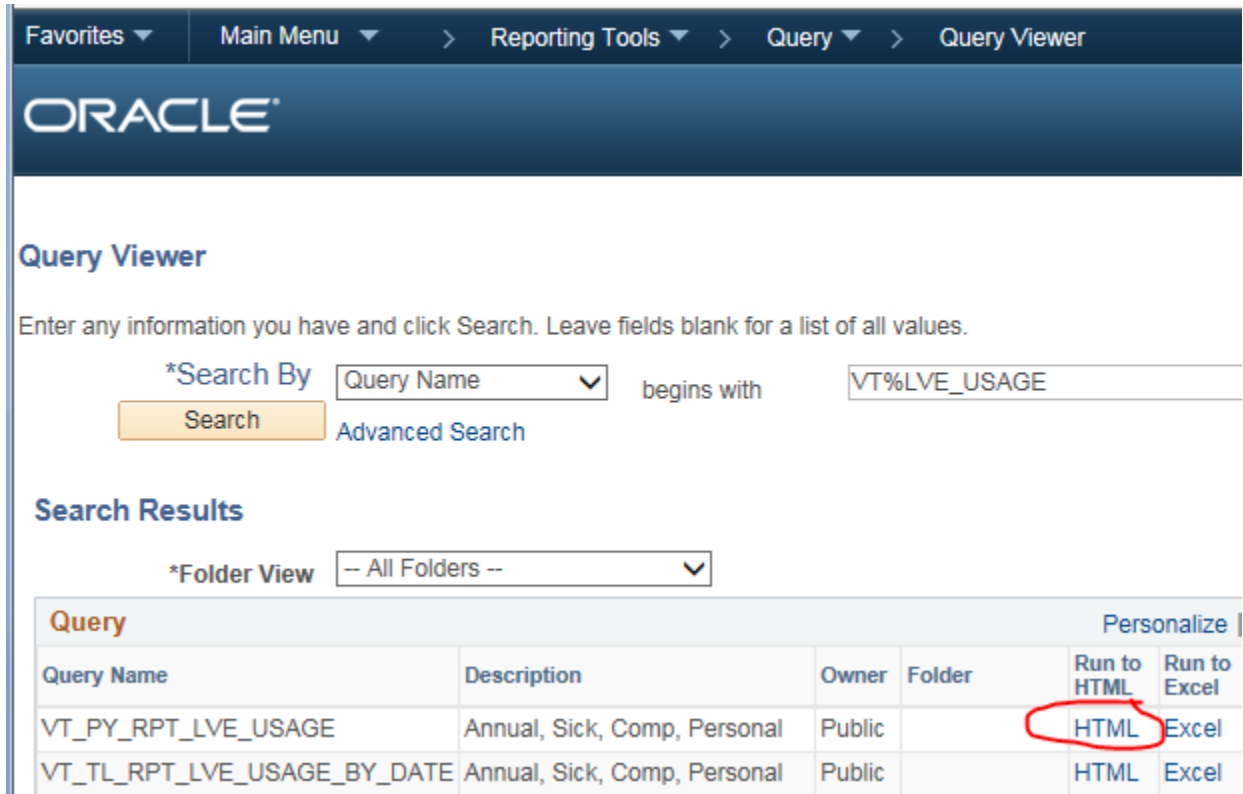 Favorites Main Menu > Reporting Tools > Query > Query Viewer
ORACLE®
Query Viewer
Enter any information you have and click Search. Leave fields blank for a list of all values.
*Search By Query Name begins with VT%LVE_USAGE
Search Advanced Search
Search Results
*Folder View -- All Folders --
Query Personalize |
Query Name Description Owner Folder Run to HTML Run to Excel
VT_PY_RPT_LVE_USAGE Annual, Sick, Comp, Personal Public HTML Excel
VT_TL_RPT_LVE_USAGE_BY_DATE Annual, Sick, Comp, Personal Public HTML Excel